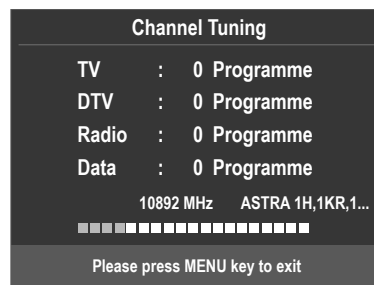 Channel Tuning
TV : 0 Programme
DTV : 0 Programme
Radio : 0 Programme
Data : 0 Programme
10892 MHz ASTRA 1H,1KR,1...
Please press MENU key to exit